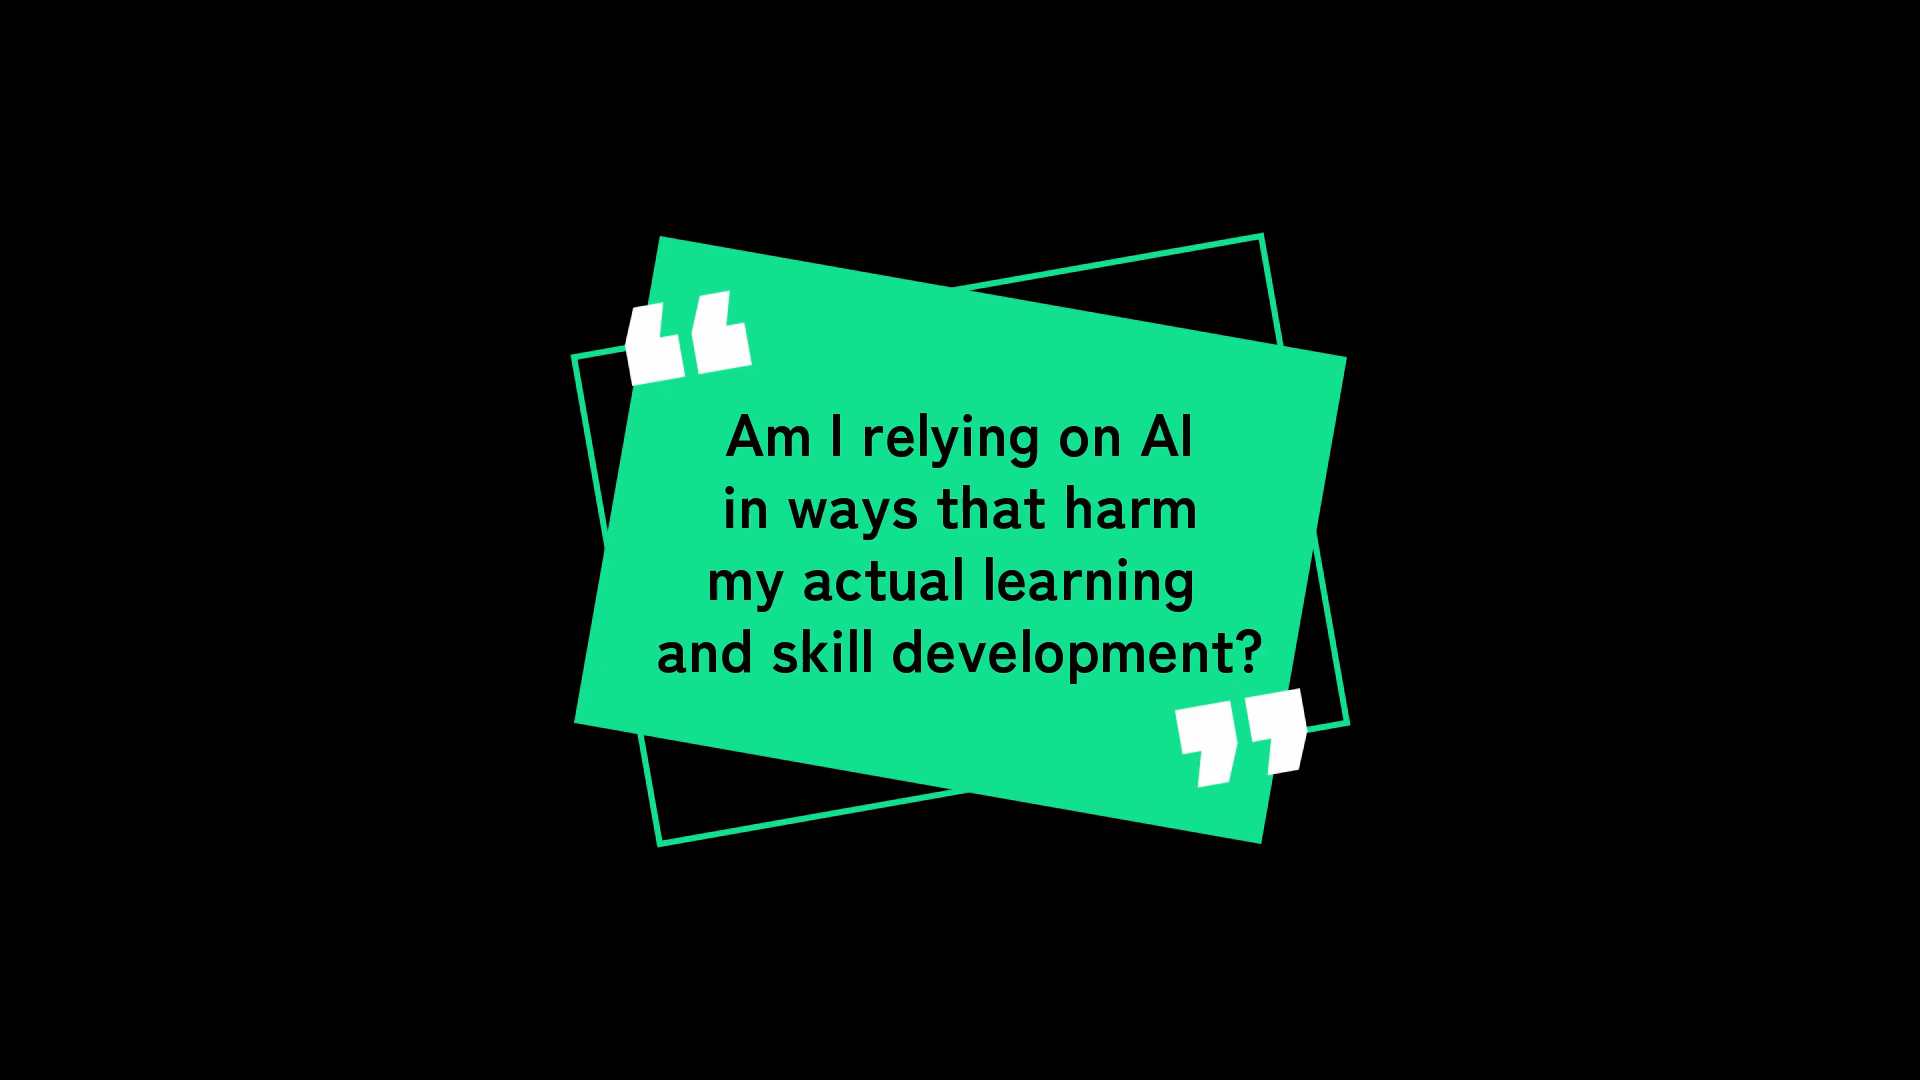 “
Am I relying on AI
in ways that harm
my actual learning
and skill development?
”